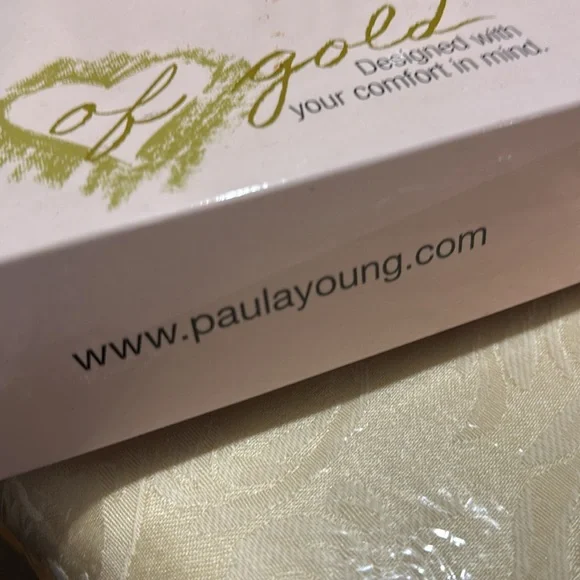 of gold
Designed with
your comfort in mind.
www.paulayoung.com